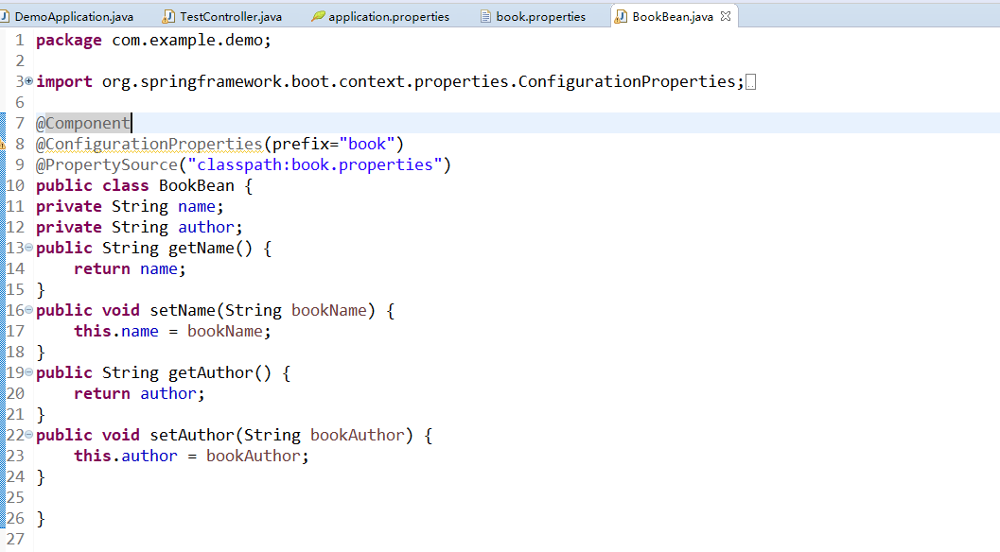 DemoApplication.java TestController.java application.properties book.properties BookBean.java
1 package com.example.demo;
2
3 import org.springframework.boot.context.properties.ConfigurationProperties;
6
7 @Component
8 @ConfigurationProperties(prefix="book")
9 @PropertySource("classpath:book.properties")
10 public class BookBean {
11 private String name;
12 private String author;
13 public String getName() {
14     return name;
15 }
16 public void setName(String bookName) {
17     this.name = bookName;
18 }
19 public String getAuthor() {
20     return author;
21 }
22 public void setAuthor(String bookAuthor) {
23     this.author = bookAuthor;
24 }
25
26 }
27